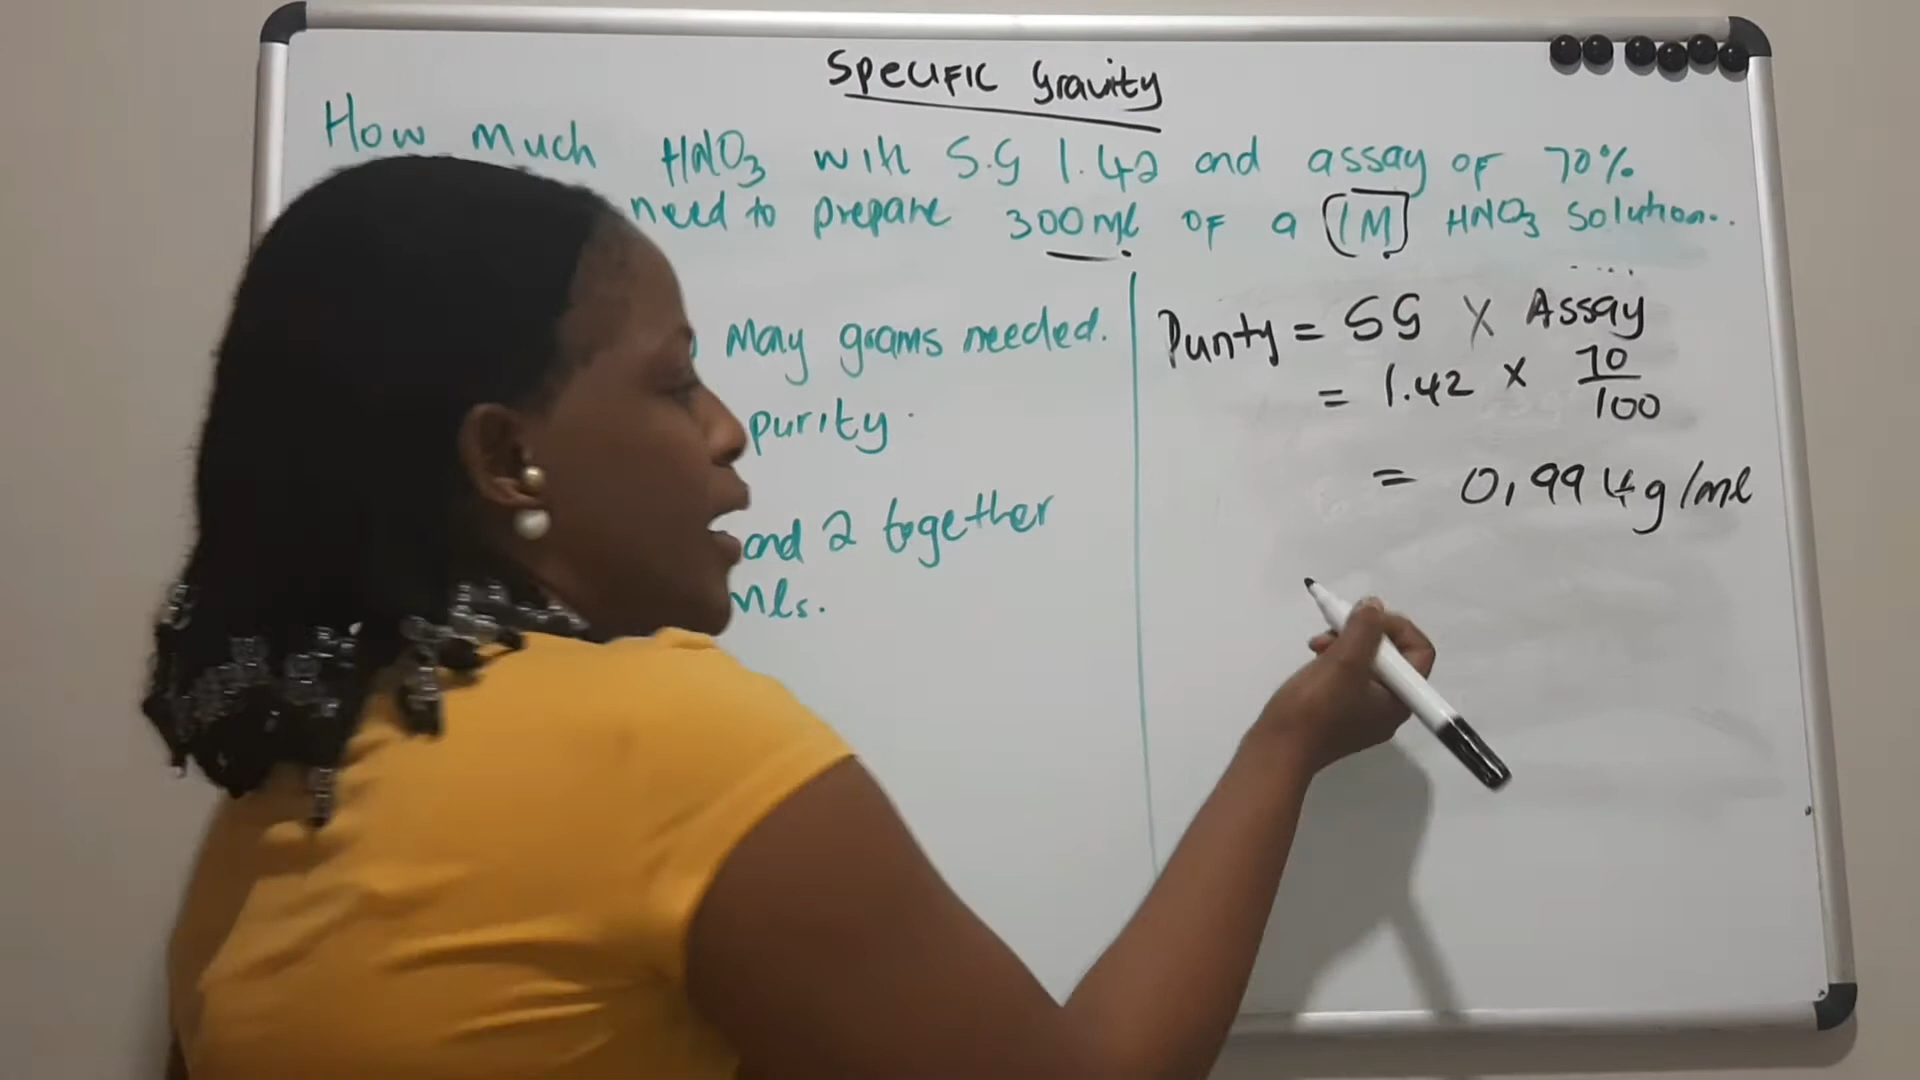 Specific Gravity
How much HNO3 with S.G 1.42 and assay of 70%
need to prepare 300ml of a 1M HNO3 solution..
May grams needed.
purity.
and 2 together
mls.
Purity = SG X Assay
= 1.42 x 70/100
= 0,994g/ml